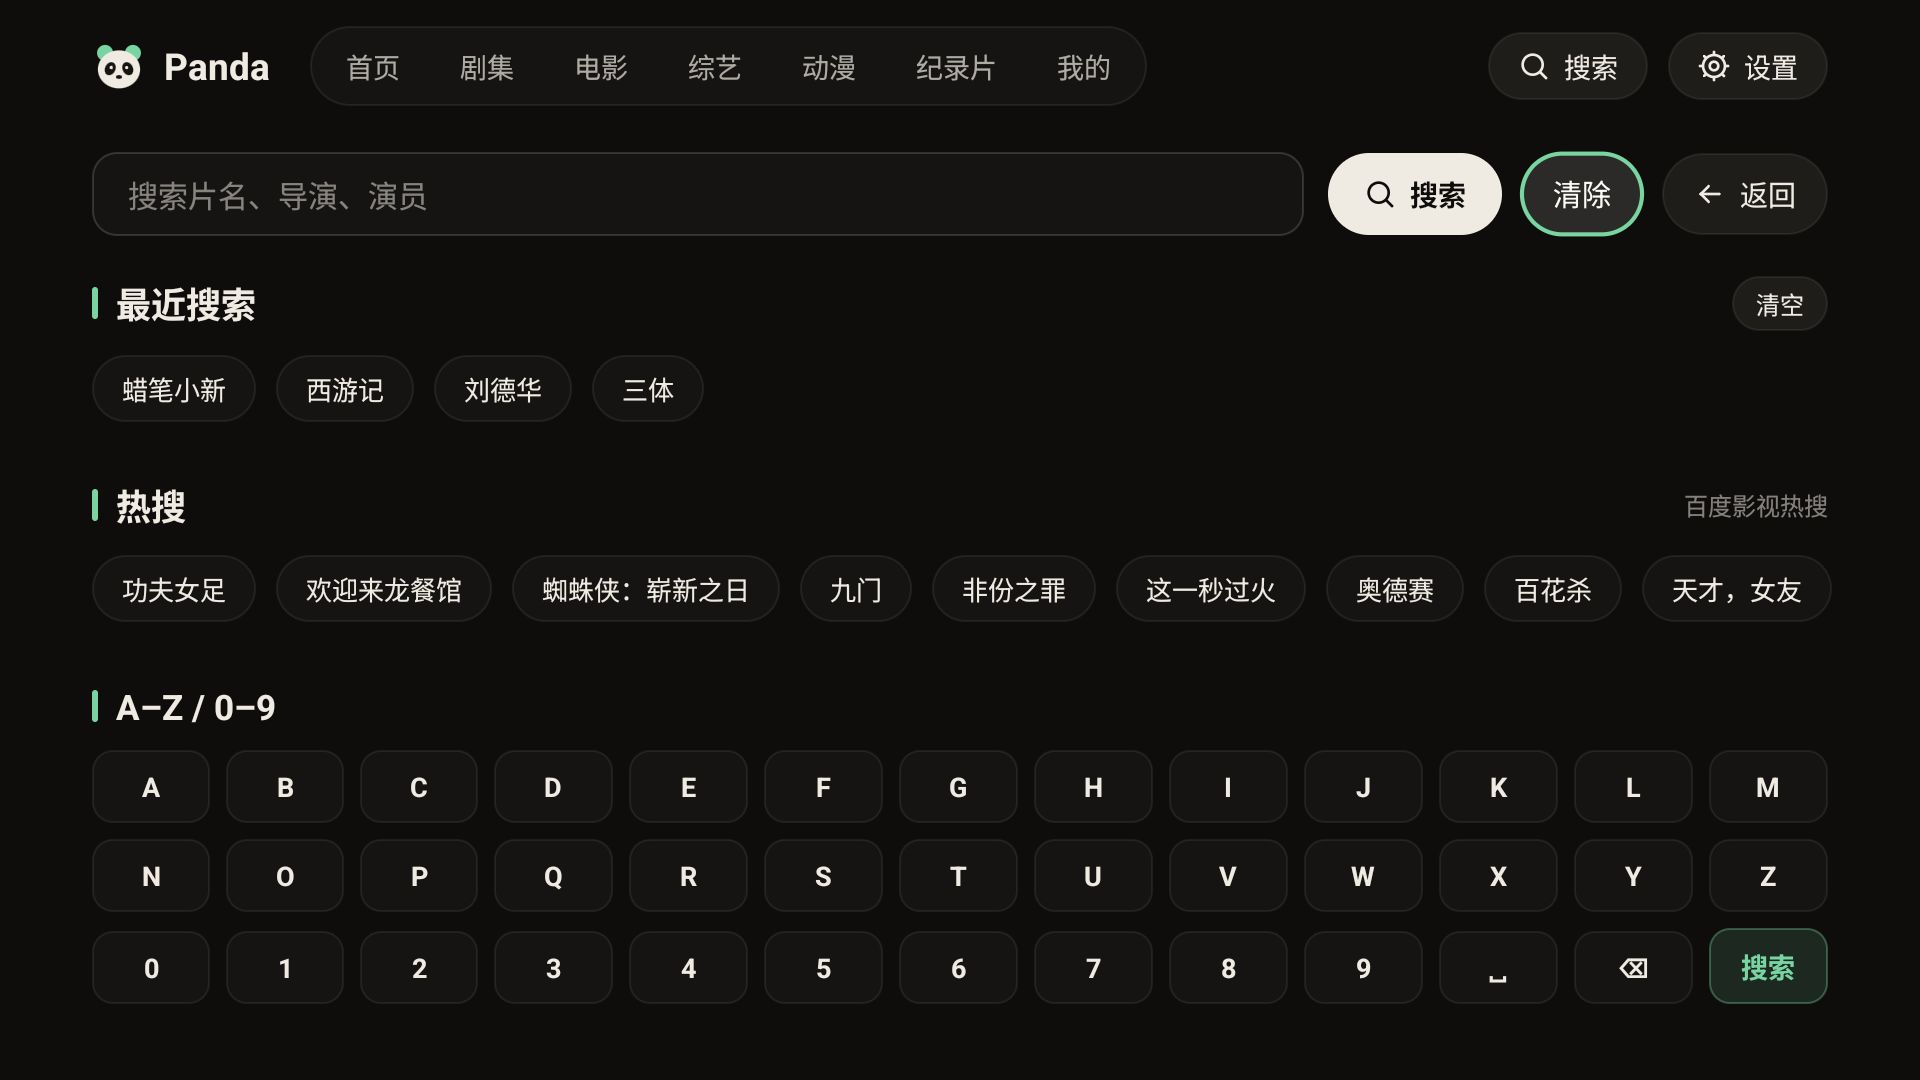 Panda 首页 剧集 电影 综艺 动漫 纪录片 我的 搜索 设置
搜索片名、导演、演员 搜索 清除 返回
最近搜索 清空
蜡笔小新 西游记 刘德华 三体
热搜 百度影视热搜
功夫女足 欢迎来龙餐馆 蜘蛛侠：崭新之日 九门 非份之罪 这一秒过火 奥德赛 百花杀 天才，女友
A–Z / 0–9
A B C D E F G H I J K L M
N O P Q R S T U V W X Y Z
0 1 2 3 4 5 6 7 8 9 ⌴ ⌫ 搜索